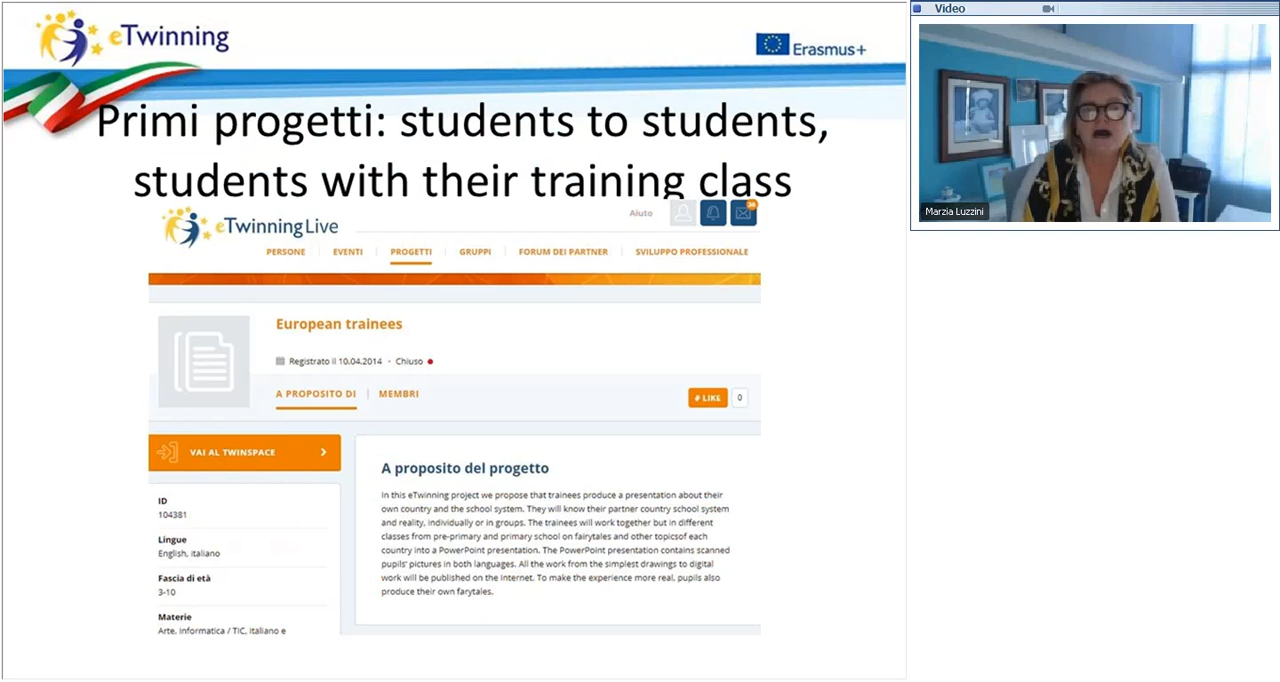 eTwinning
Erasmus+
Primi progetti: students to students,
students with their training class
eTwinning Live
Aiuto
36
PERSONE
EVENTI
PROGETTI
GRUPPI
FORUM DEI PARTNER
SVILUPPO PROFESSIONALE
European trainees
Registrato il 10.04.2014 - Chiuso
A PROPOSITO DI
MEMBRI
# LIKE
0
VAI AL TWINSPACE
A proposito del progetto
In this eTwinning project we propose that trainees produce a presentation about their
own country and the school system. They will know their partner country school system
and reality, individually or in groups. The trainees will work together but in different
classes from pre-primary and primary school on fairytales and other topicsof each
country into a PowerPoint presentation. The PowerPoint presentation contains scanned
pupils' pictures in both languages. All the work from the simplest drawings to digital
work will be published on the Internet. To make the experience more real, pupils also
produce their own farytales.
ID
104381
Lingue
English, italiano
Fascia di età
3-10
Materie
Arte, Informatica / TIC, italiano e
Video
Marzia Luzzini